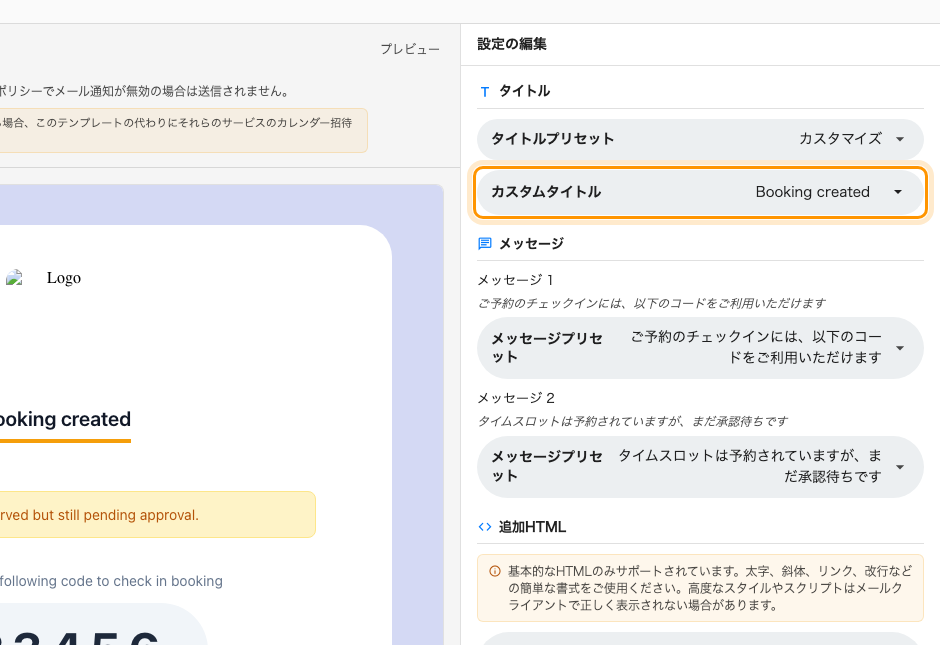 プレビュー
ポリシーでメール通知が無効の場合は送信されません。
場合、このテンプレートの代わりにそれらのサービスのカレンダー招待
Logo
ooking created
rved but still pending approval.
following code to check in booking
3 4 5 6
設定の編集
タイトル
タイトルプリセット カスタマイズ
カスタムタイトル Booking created
メッセージ
メッセージ 1
ご予約のチェックインには、以下のコードをご利用いただけます
メッセージプリセ
ット
ご予約のチェックインには、以下のコー
ドをご利用いただけます
メッセージ 2
タイムスロットは予約されていますが、まだ承認待ちです
メッセージプリセ
ット
タイムスロットは予約されていますが、ま
だ承認待ちです
追加HTML
基本的なHTMLのみサポートされています。太字、斜体、リンク、改行など
の簡単な書式をご使用ください。高度なスタイルやスクリプトはメールク
ライアントで正しく表示されない場合があります。